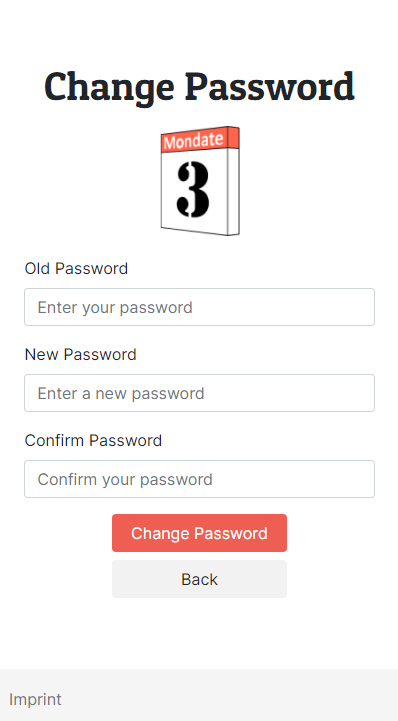 Change Password
Mondate
3
Old Password
Enter your password
New Password
Enter a new password
Confirm Password
Confirm your password
Change Password
Back
Imprint